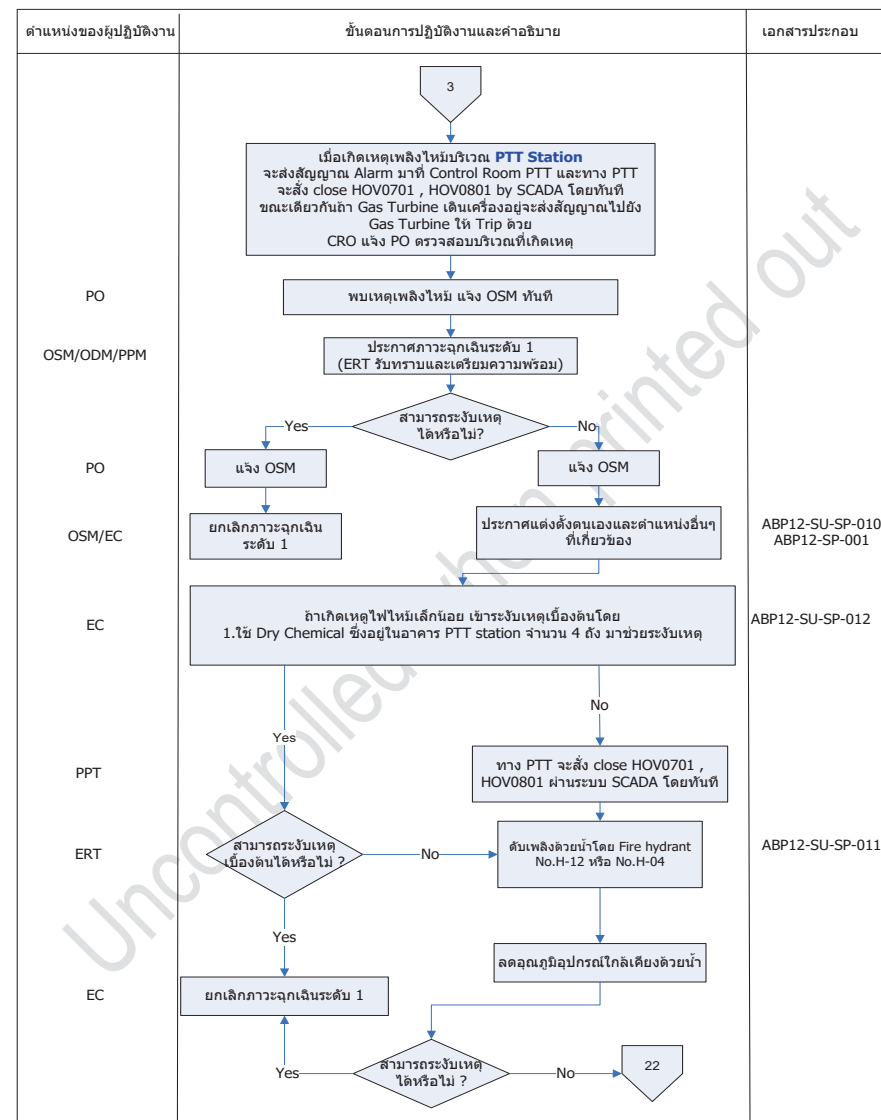 ตำแหน่งของผู้ปฏิบัติงาน
ขั้นตอนการปฏิบัติงานและคำอธิบาย
เอกสารประกอบ
3
เมื่อเกิดเหตุเพลิงไหม้บริเวณ PTT Station
จะส่งสัญญาณ Alarm มาที่ Control Room PTT และทาง PTT
จะสั่ง close HOV0701 , HOV0801 by SCADA โดยทันที
ขณะเดียวกันถ้า Gas Turbine เดินเครื่องอยู่จะส่งสัญญาณไปยัง
Gas Turbine ให้ Trip ด้วย
CRO แจ้ง PO ตรวจสอบบริเวณที่เกิดเหตุ
PO
พบเหตุเพลิงไหม้ แจ้ง OSM ทันที
OSM/ODM/PPM
ประกาศภาวะฉุกเฉินระดับ 1
(ERT รับทราบและเตรียมความพร้อม)
สามารถระงับเหตุ
ได้หรือไม่?
Yes
No
PO
แจ้ง OSM
แจ้ง OSM
OSM/EC
ยกเลิกภาวะฉุกเฉิน
ระดับ 1
ประกาศแต่งตั้งตนเองและตำแหน่งอื่นๆ
ที่เกี่ยวข้อง
ABP12-SU-SP-010
ABP12-SP-001
EC
ถ้าเกิดเหตุไฟไหม้เล็กน้อย เข้าระงับเหตุเบื้องต้นโดย
1.ใช้ Dry Chemical ซึ่งอยู่ในอาคาร PTT station จำนวน 4 ถัง มาช่วยระงับเหตุ
ABP12-SU-SP-012
Yes
No
PPT
ทาง PTT จะสั่ง close HOV0701 ,
HOV0801 ผ่านระบบ SCADA โดยทันที
ERT
สามารถระงับเหตุ
เบื้องต้นได้หรือไม่ ?
No
ดับเพลิงด้วยน้ำโดย Fire hydrant
No.H-12 หรือ No.H-04
ABP12-SU-SP-011
Yes
ลดอุณหภูมิอุปกรณ์ใกล้เคียงด้วยน้ำ
EC
ยกเลิกภาวะฉุกเฉินระดับ 1
สามารถระงับเหตุ
ได้หรือไม่ ?
Yes
No
22
Uncontrolled when printed out